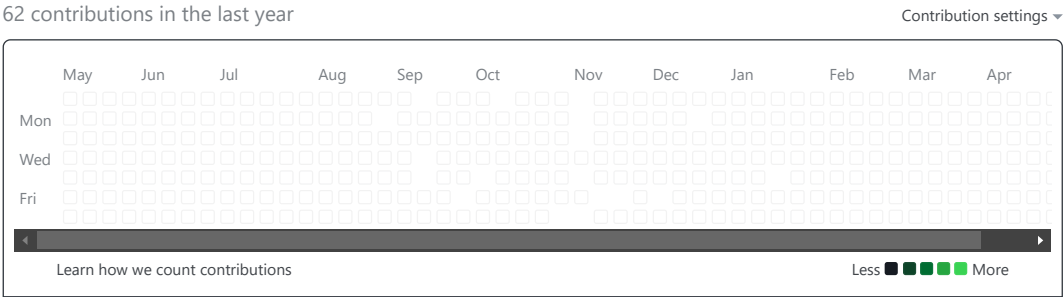 62 contributions in the last year
Contribution settings
May Jun Jul Aug Sep Oct Nov Dec Jan Feb Mar Apr
Mon
Wed
Fri
Learn how we count contributions
Less More